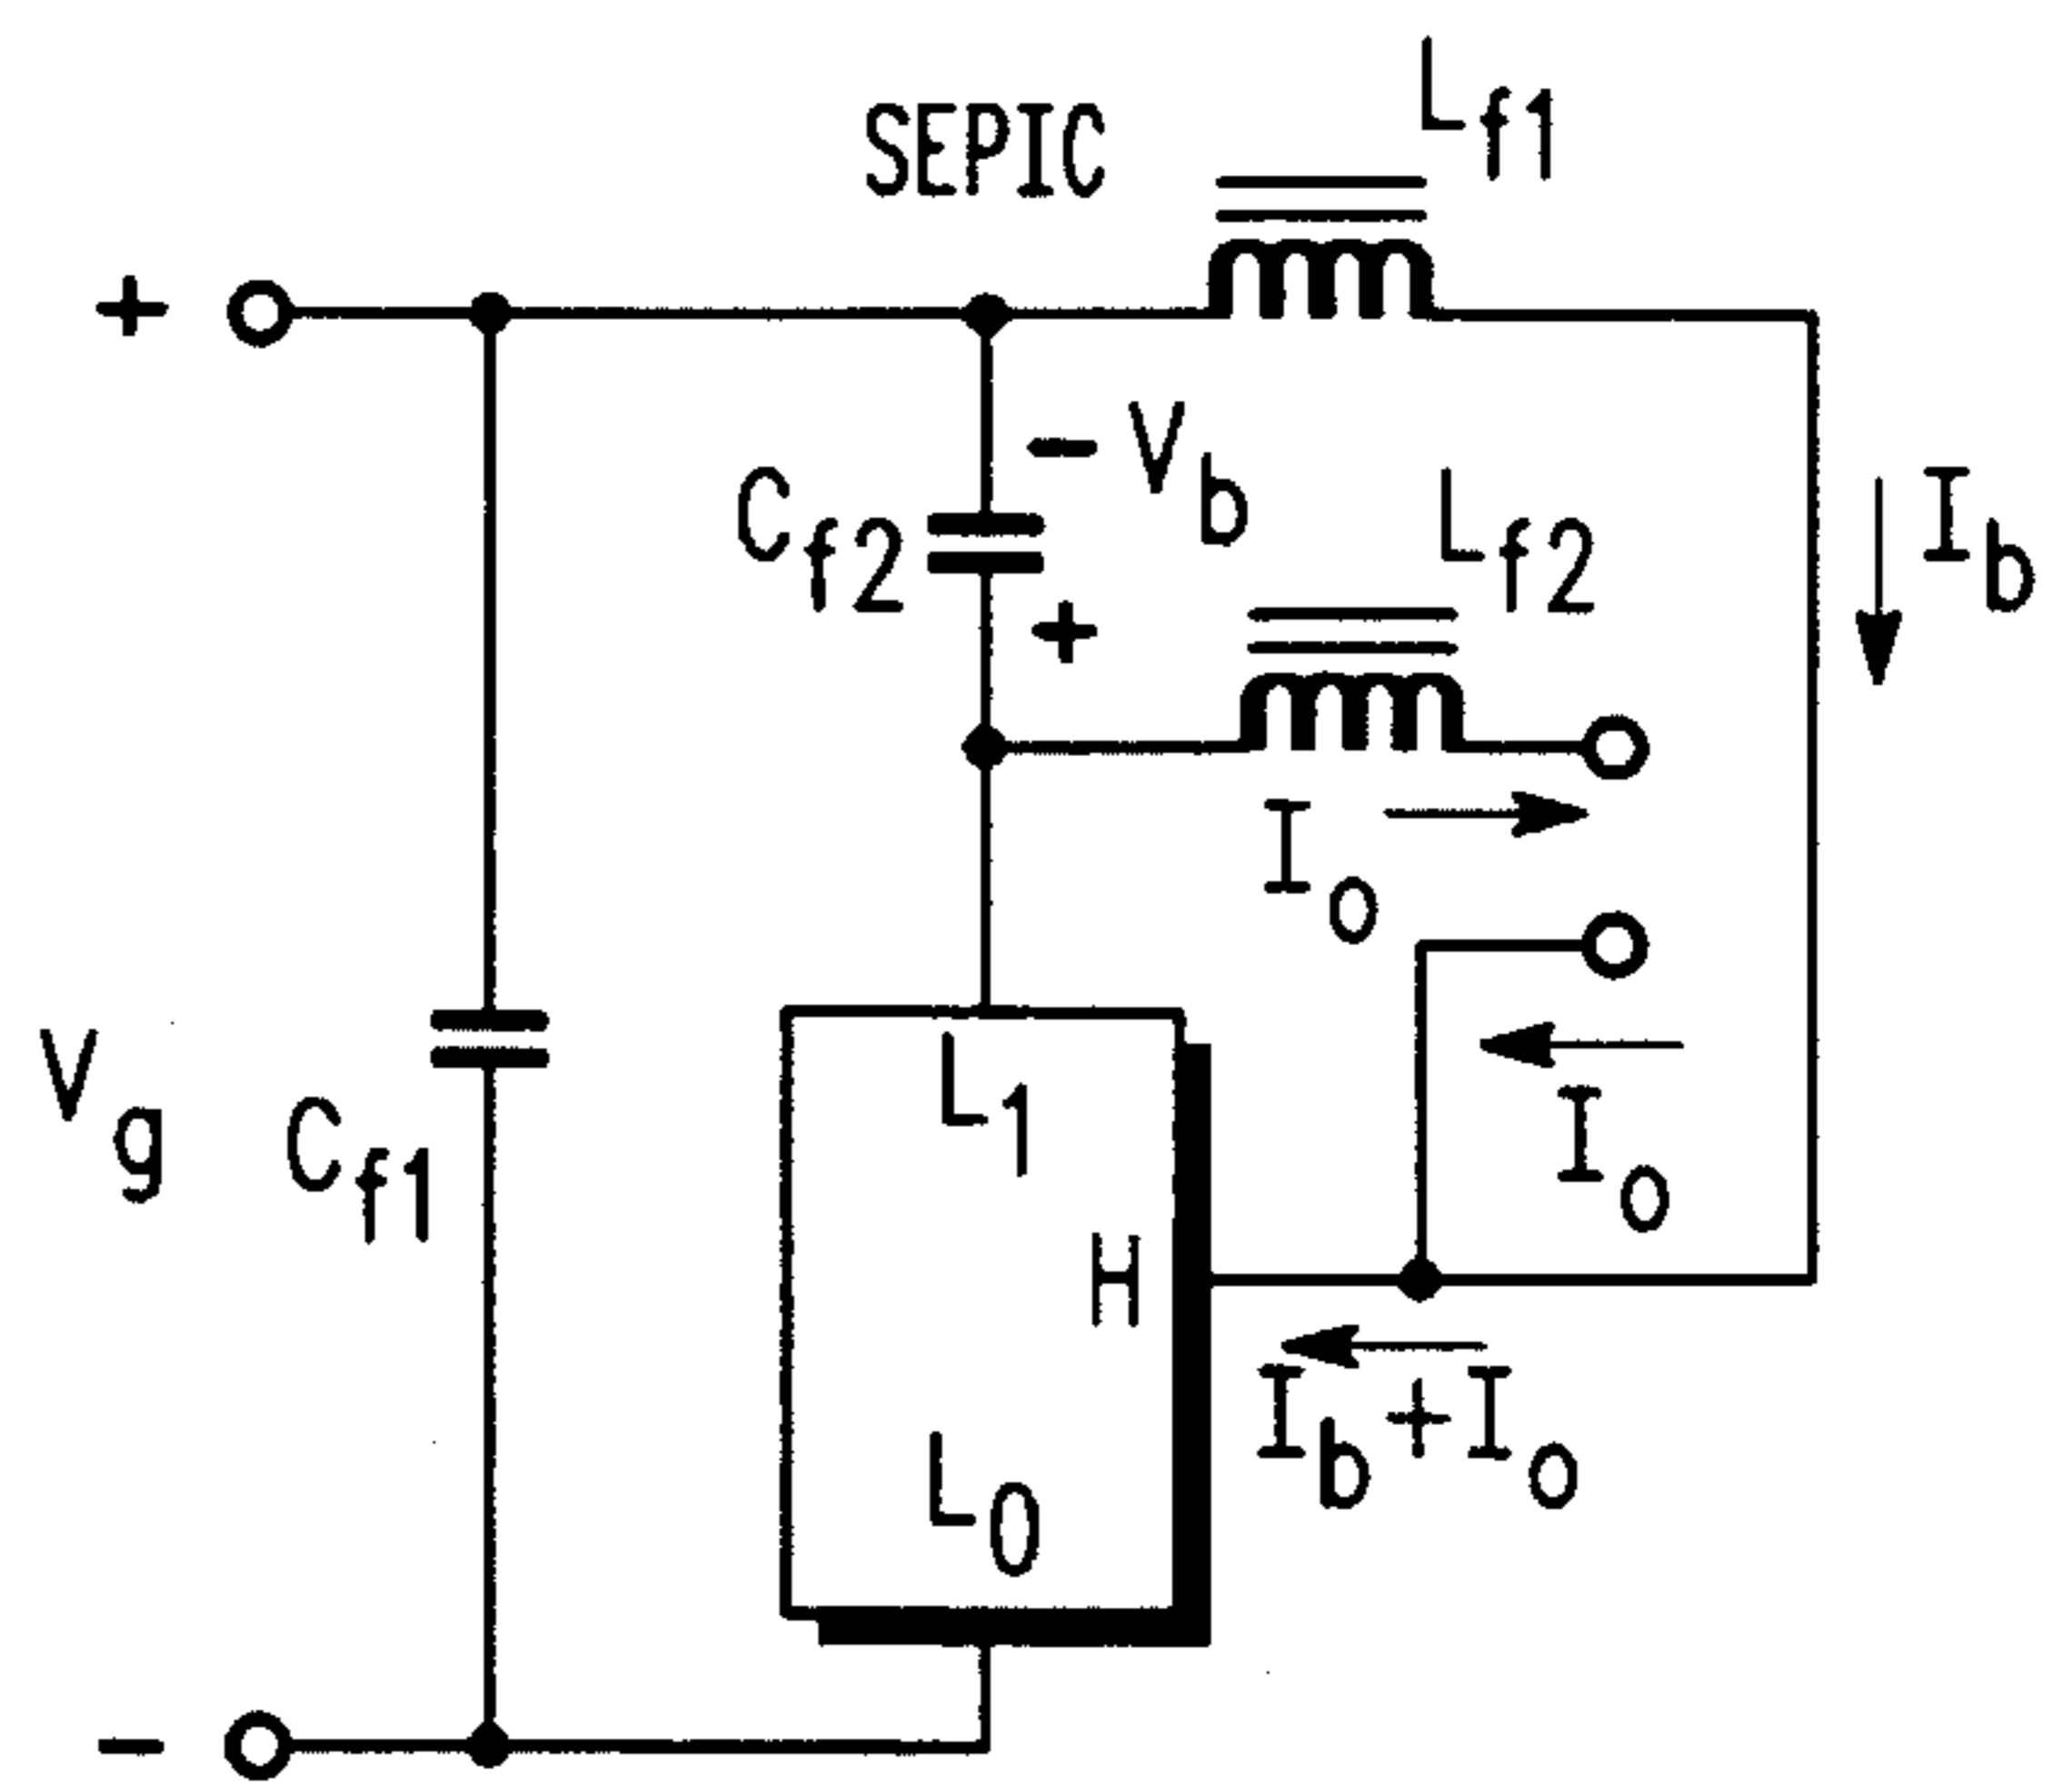 SEPIC
L f1
+
- V b
C f2
L f2
I b
+
I o
L 1
V g
C f1
I o
H
I b + I o
L 0
-